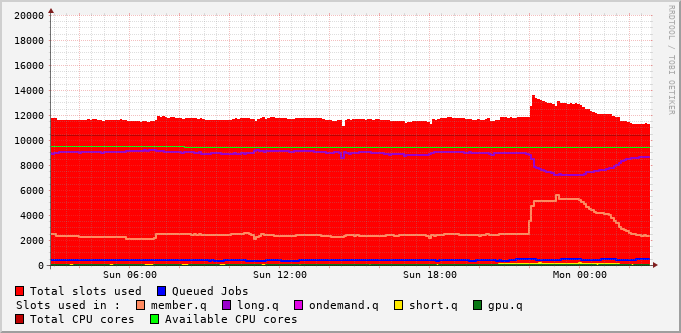 20000
18000
16000
14000
12000
10000
8000
6000
4000
2000
0
Sun 06:00 Sun 12:00 Sun 18:00 Mon 00:00
Total slots used Queued Jobs
Slots used in : member.q long.q ondemand.q short.q gpu.q
Total CPU cores Available CPU cores
RRDTOOL / TOBI OETIKER